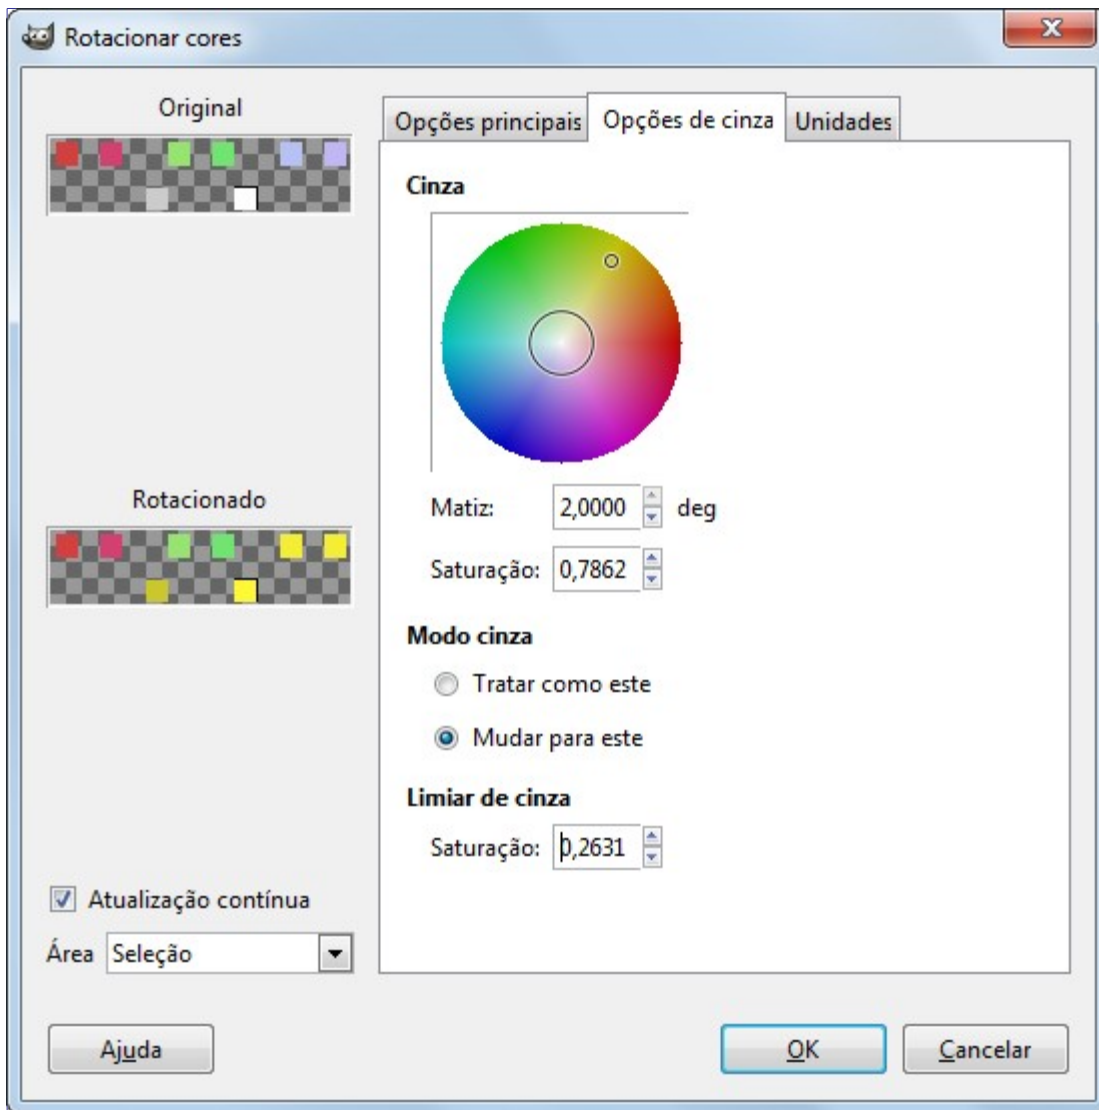 Rotacionar cores
Original
Opções principais Opções de cinza Unidades
Cinza
Rotacionado
Matiz: 2,0000 deg
Saturação: 0,7862
Modo cinza
Tratar como este
Mudar para este
Limiar de cinza
Saturação: 0,2631
Atualização contínua
Área Seleção
Ajuda OK Cancelar